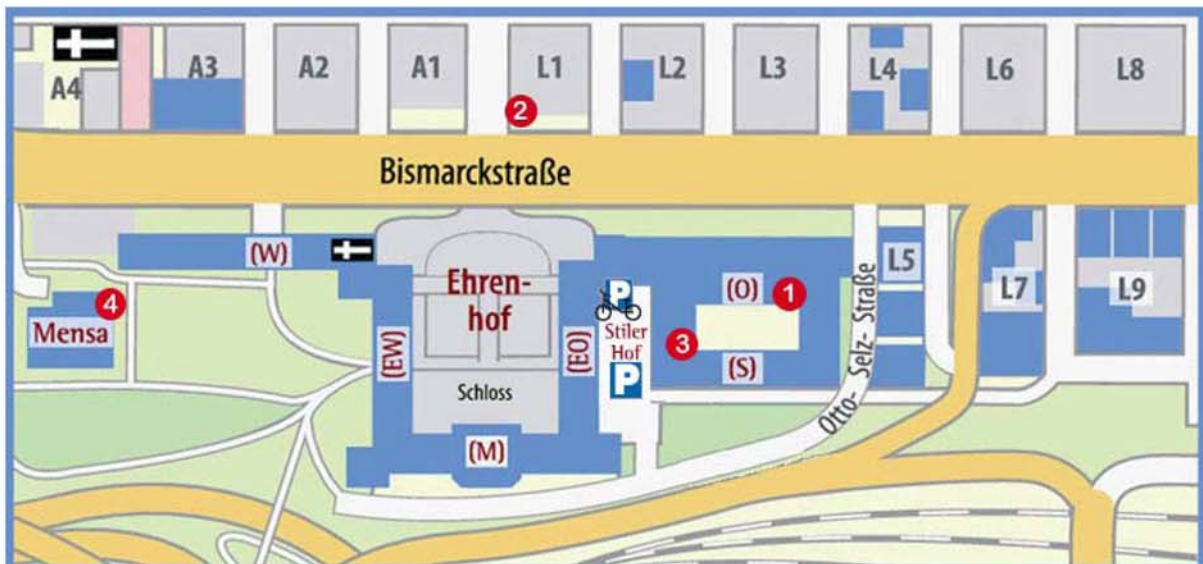 A4
A3
A2
A1
L1
L2
L3
L4
L6
L8
2
Bismarckstraße
(W)
Ehren-
hof
(O)
1
L5
L7
L9
4
Mensa
(EW)
(EO)
P
Stiler
Hof
P
3
(S)
Schloss
(M)
Otto- Selz- Straße